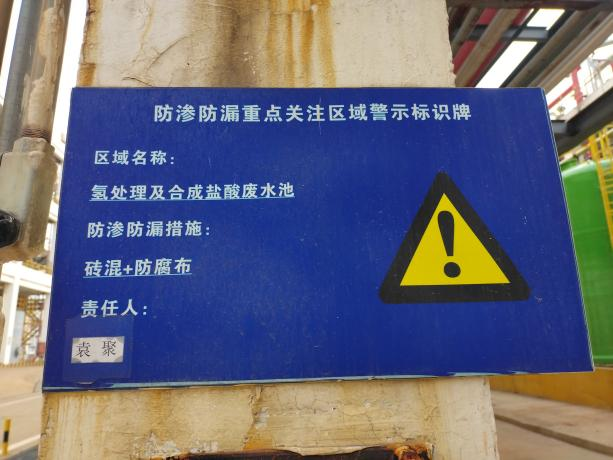 防渗防漏重点关注区域警示标识牌
区域名称：
氢处理及合成盐酸废水池
防渗防漏措施：
砖混+防腐布
责任人：
袁 聚